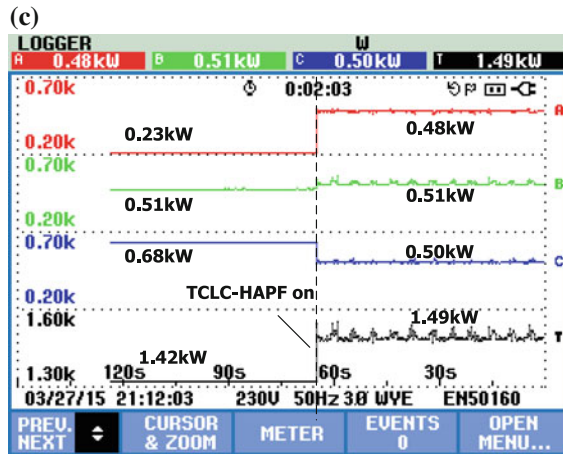 (c)
LOGGER W
A 0.48kW B 0.51kW C 0.50kW T 1.49kW
0.70k 0:02:03
0.23kW 0.48kW A
0.20k
0.70k
0.51kW 0.51kW B
0.20k
0.70k
0.68kW 0.50kW C
0.20k
TCLC-HAPF on
1.60k 1.49kW
T
1.42kW
1.30k 120s 90s 60s 30s
03/27/15 21:12:03 230V 50Hz 3Ø WYE EN50160
PREV. NEXT CURSOR & ZOOM METER EVENTS 0 OPEN MENU...